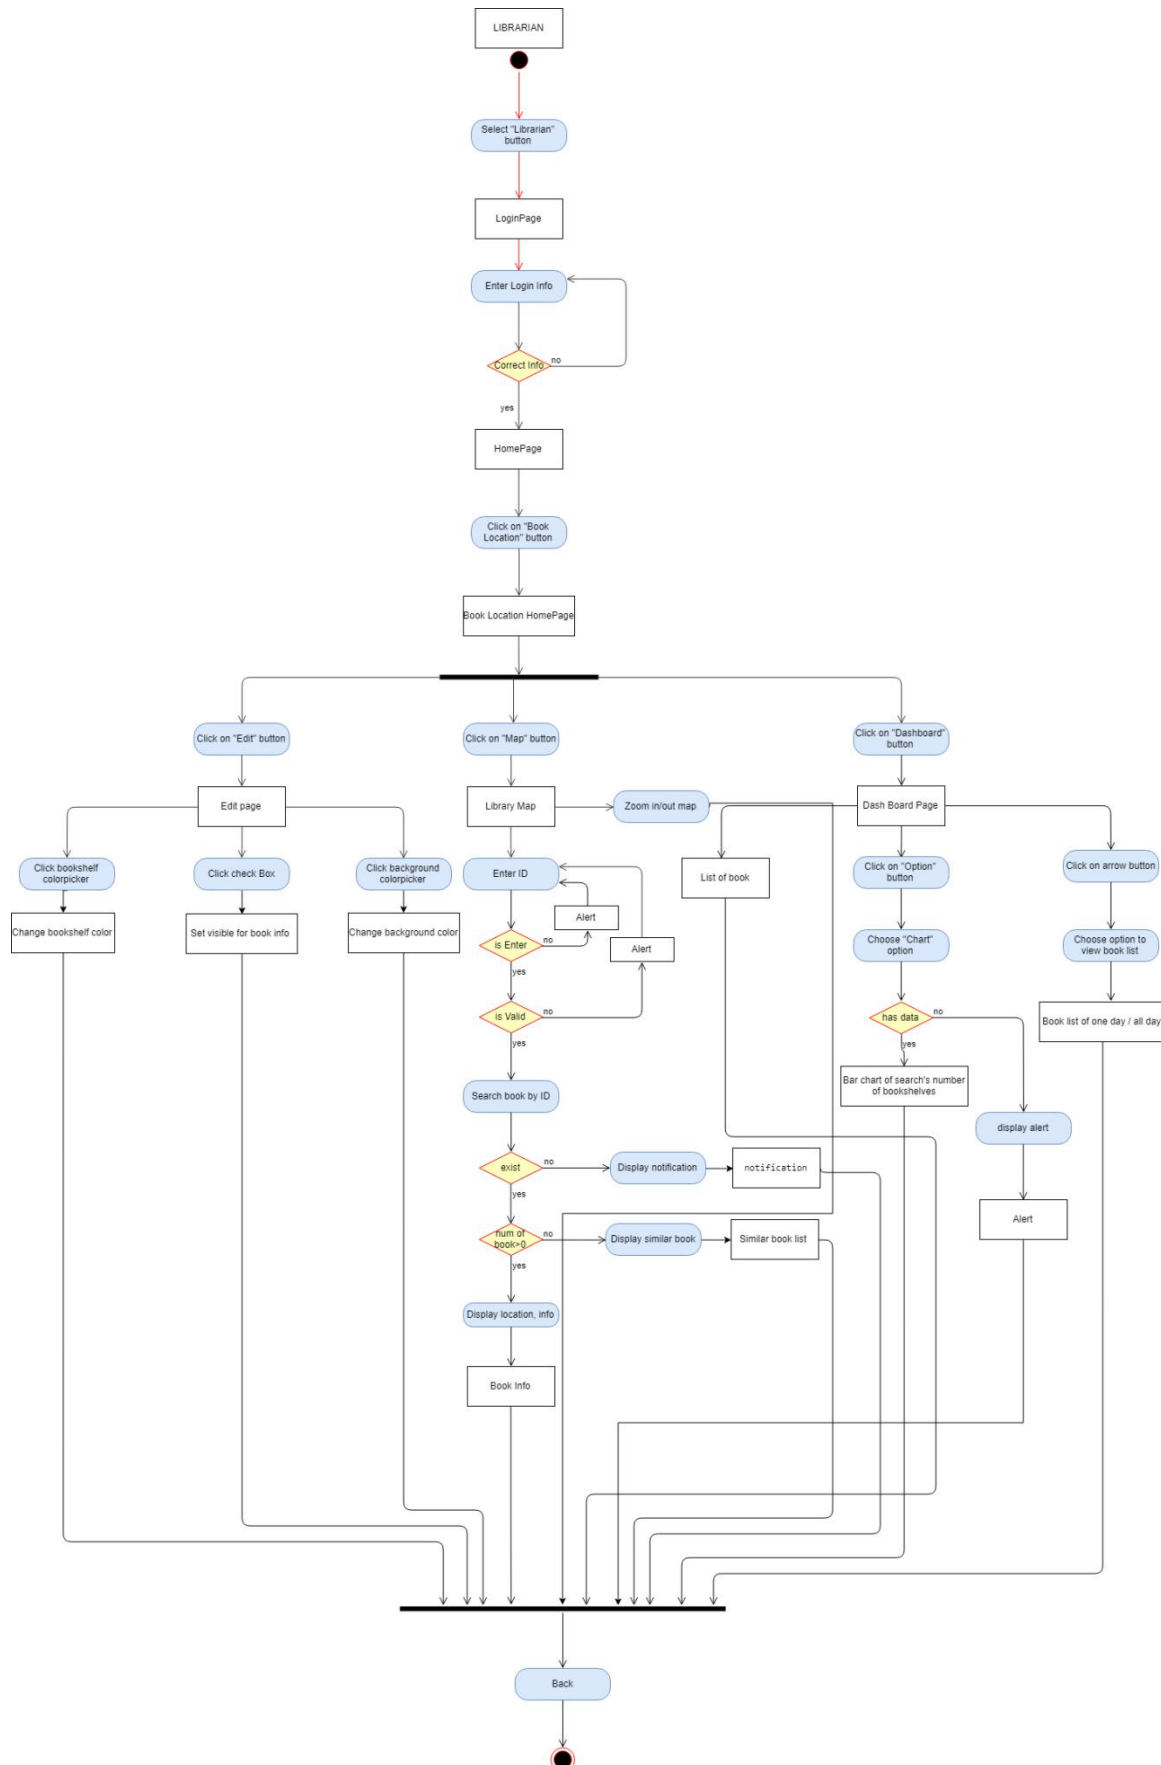 LIBRARIAN
Select "Librarian"
button
LoginPage
Enter Login Info
Correct Info
no
yes
HomePage
Click on "Book
Location" button
Book Location HomePage
Click on "Edit" button
Click on "Map" button
Click on "Dashboard"
button
Edit page
Library Map
Zoom in/out map
Dash Board Page
Click bookshelf
colorpicker
Click check Box
Click background
colorpicker
Enter ID
List of book
Click on "Option"
button
Click on arrow button
Change bookshelf color
Set visible for book info
Change background color
Alert
is Enter
no
yes
Alert
Choose "Chart"
option
Choose option to
view book list
is Valid
no
yes
has data
no
yes
Book list of one day / all day
Search book by ID
Bar chart of search's number
of bookshelves
display alert
exist
no
yes
Display notification
notification
Alert
num of
book>0
no
yes
Display similar book
Similar book list
Display location, info
Book Info
Back